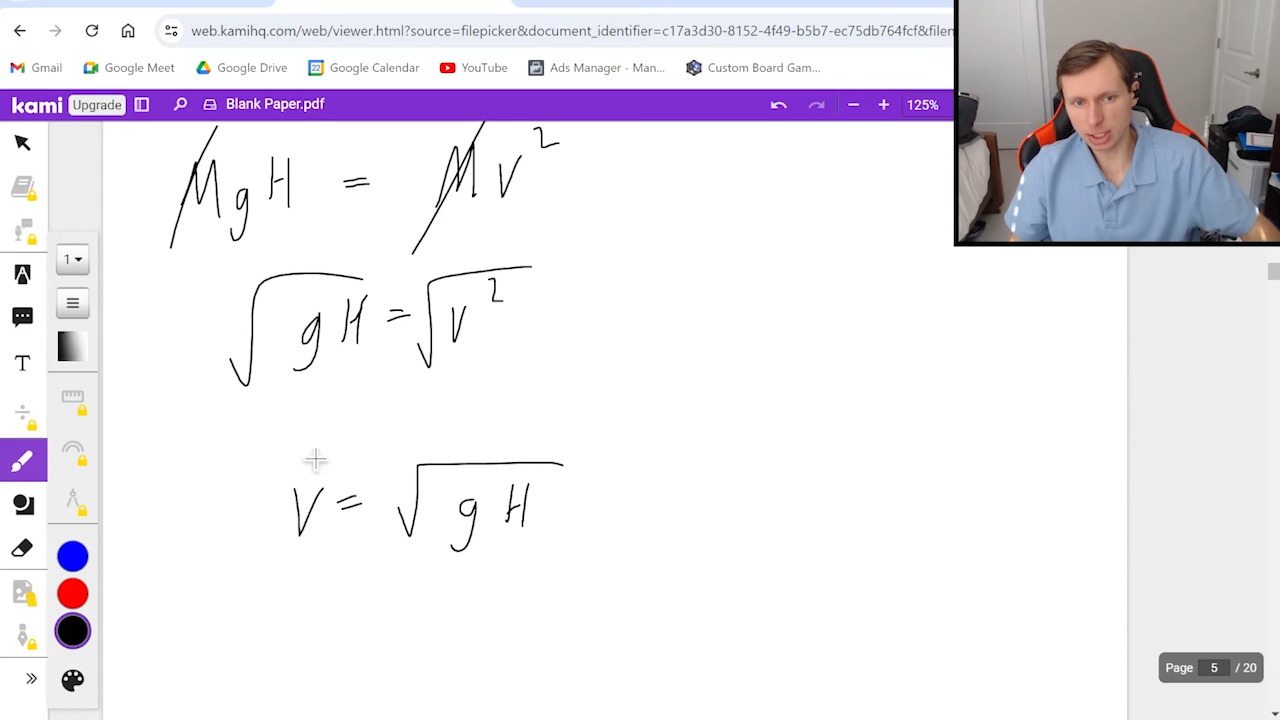 web.kamihq.com/web/viewer.html?source=filepicker&document_identifier=c17a3d30-8152-4f49-b5b7-ec75db764fcf&filen
Gmail Google Meet Google Drive 22 Google Calendar YouTube Ads Manager - Man... Custom Board Gam...
kami Upgrade Blank Paper.pdf 125%
MgH = Mv²
1
√gH = √v²
T
V = √gH
Page 5 / 20